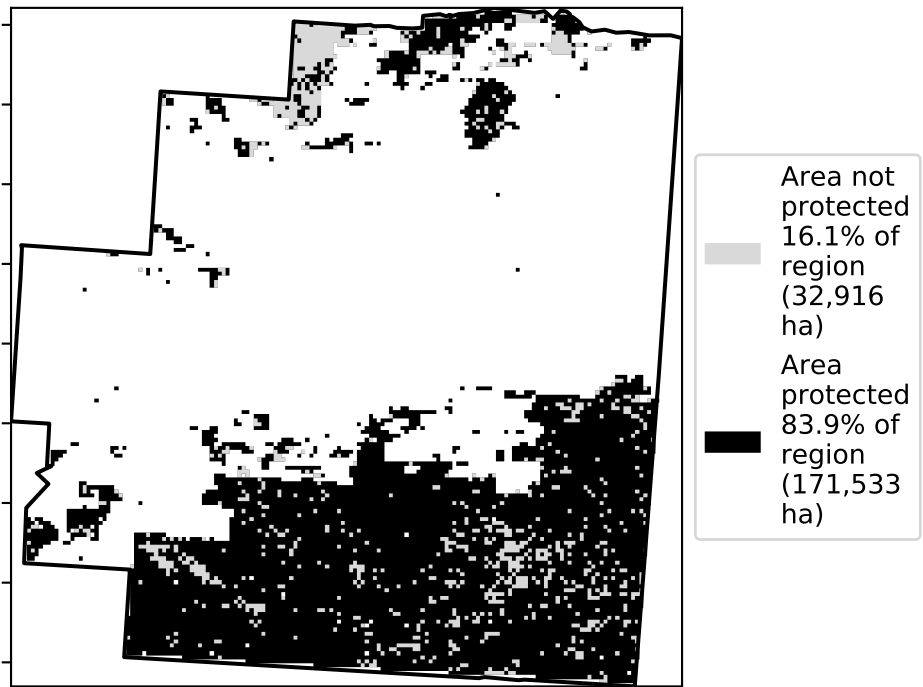 Area not
protected
16.1% of
region
(32,916
ha)
Area
protected
83.9% of
region
(171,533
ha)